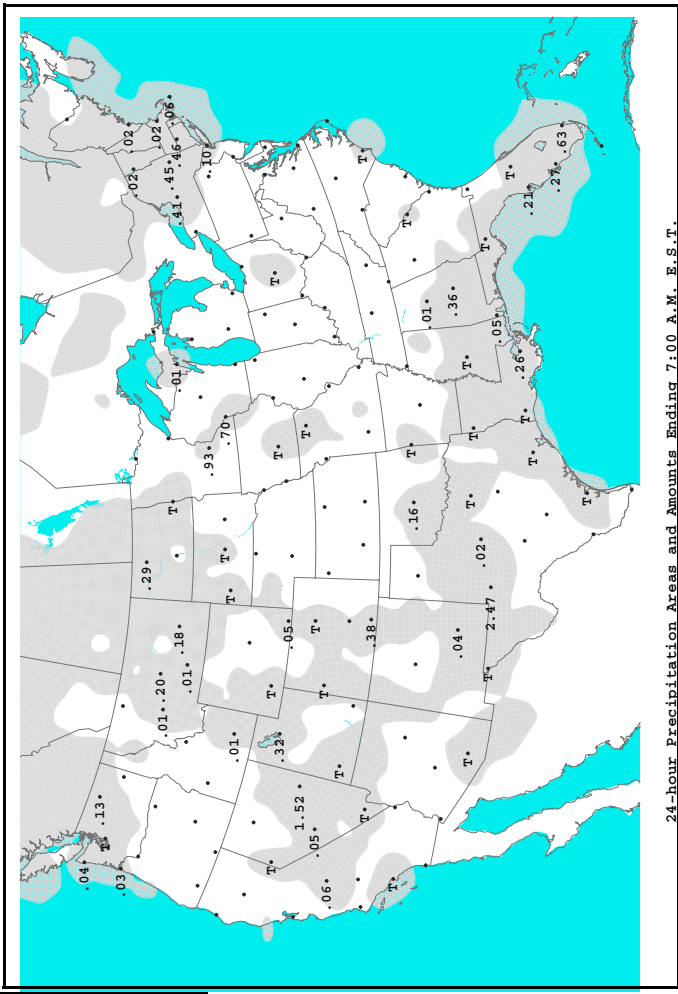 .04
T
.13
.03
.02
.02
.29
.02
.01
.20
.45
.06
T
.18
.01
.41
.46
.01
.10
.93
T
.70
T
.01
T
T
T
T
.32
.05
1.52
T
.05
T
T
.06
T
T
T
.38
T
T
.16
T
.01
.36
.04
T
T
T
T
.02
T
T
2.47
.05
T
.26
T
.21
T
.27
.63
T
24-hour Precipitation Areas and Amounts Ending 7:00 A.M. E.S.T.